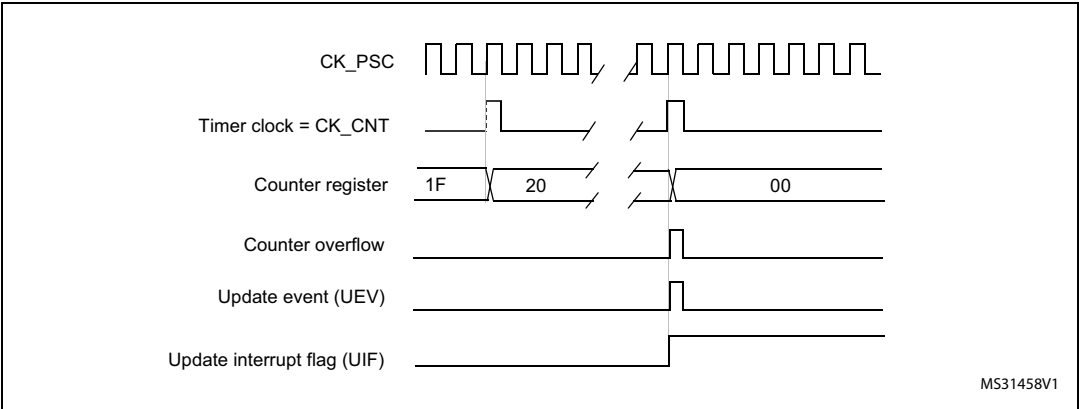 CK_PSC
Timer clock = CK_CNT
Counter register 1F 20 00
Counter overflow
Update event (UEV)
Update interrupt flag (UIF)
MS31458V1